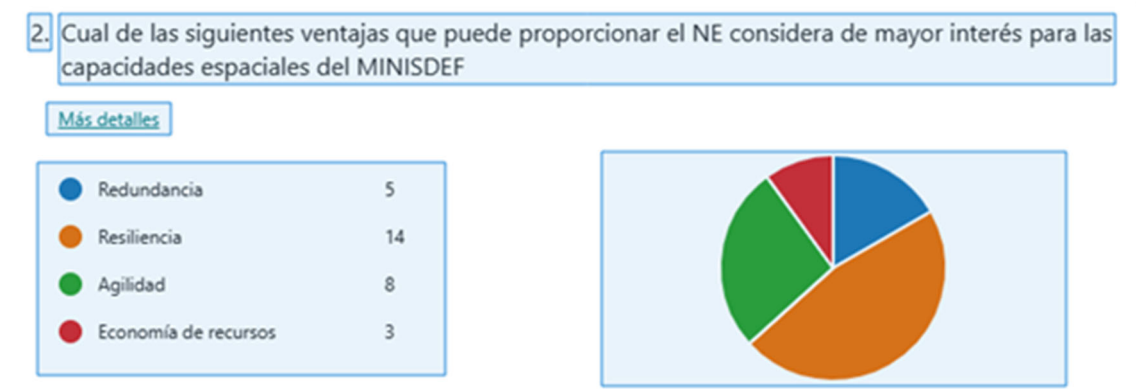 2. Cual de las siguientes ventajas que puede proporcionar el NE considera de mayor interés para las
capacidades espaciales del MINISDEF
Más detalles
Redundancia 5
Resiliencia 14
Agilidad 8
Economía de recursos 3